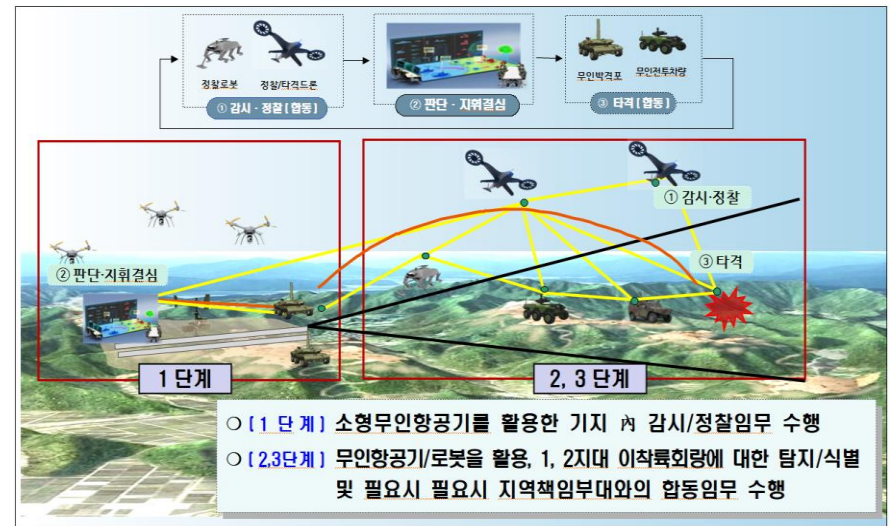 정찰로봇
정찰/타격드론
① 감시·정찰[협동]
② 판단·지휘결심
무인박격포
무인전투차량
③ 타격[협동]
② 판단·지휘결심
① 감시·정찰
③ 타격
1 단계
2, 3 단계
○ [1 단계] 소형무인항공기를 활용한 기지 內 감시/정찰임무 수행
○ [2,3단계] 무인항공기/로봇을 활용, 1, 2지대 이착륙회랑에 대한 탐지/식별
및 필요시 필요시 지역책임부대와의 합동임무 수행